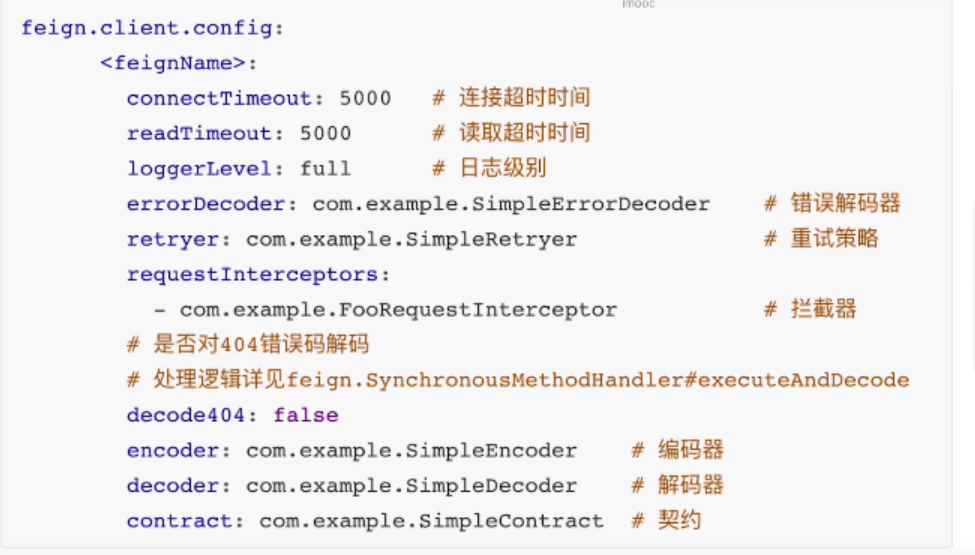 imooc
feign.client.config:
<feignName>:
connectTimeout: 5000 # 连接超时时间
readTimeout: 5000 # 读取超时时间
loggerLevel: full # 日志级别
errorDecoder: com.example.SimpleErrorDecoder # 错误解码器
retryer: com.example.SimpleRetryer # 重试策略
requestInterceptors:
- com.example.FooRequestInterceptor # 拦截器
# 是否对404错误码解码
# 处理逻辑详见feign.SynchronousMethodHandler#executeAndDecode
decode404: false
encoder: com.example.SimpleEncoder # 编码器
decoder: com.example.SimpleDecoder # 解码器
contract: com.example.SimpleContract # 契约